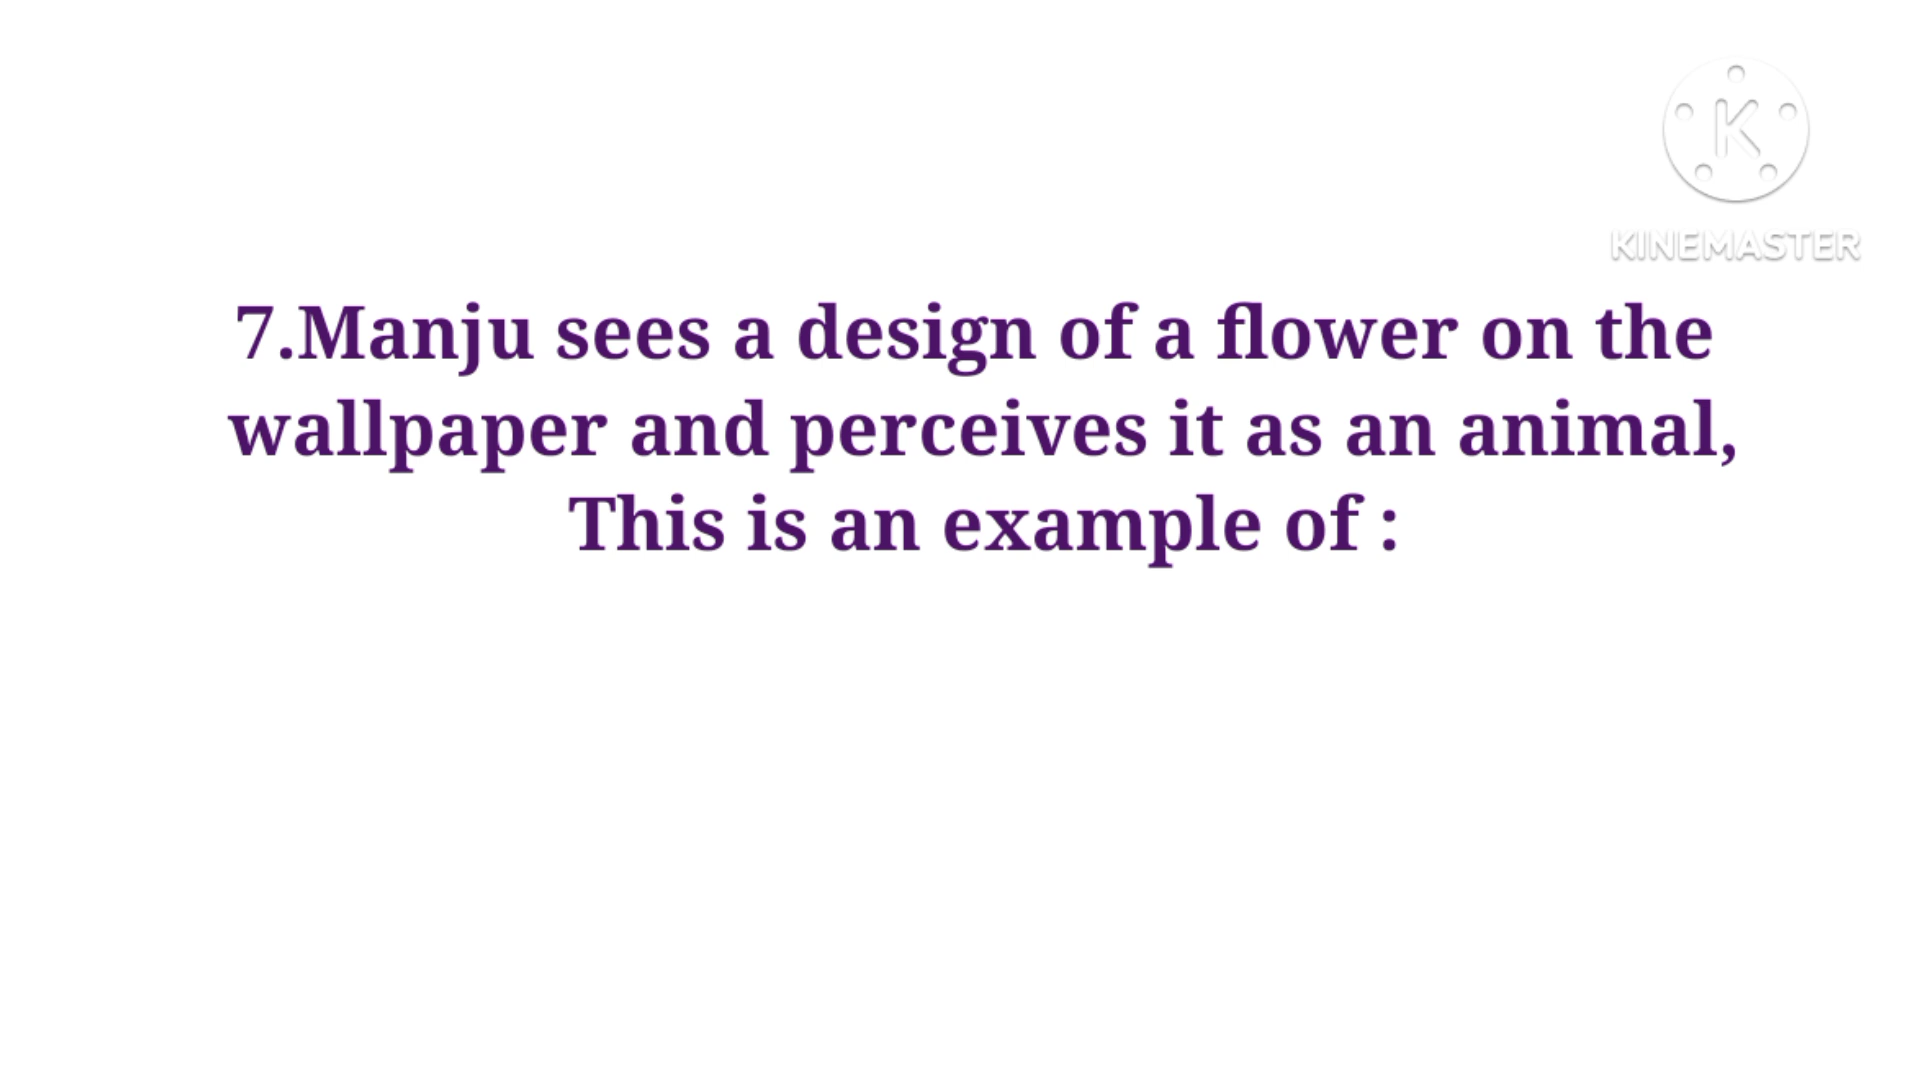 K
KINEMASTER
7.Manju sees a design of a flower on the
wallpaper and perceives it as an animal,
This is an example of :